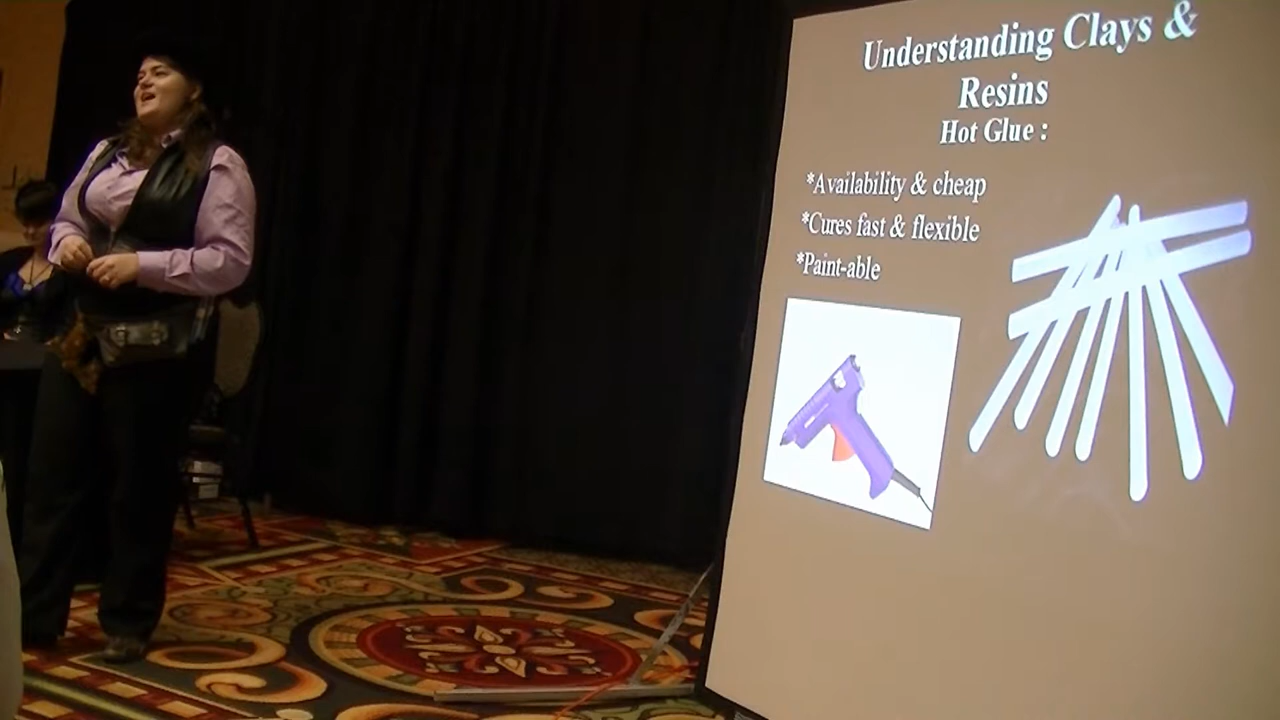 Understanding Clays &
Resins
Hot Glue :
*Availability & cheap
*Cures fast & flexible
*Paint-able